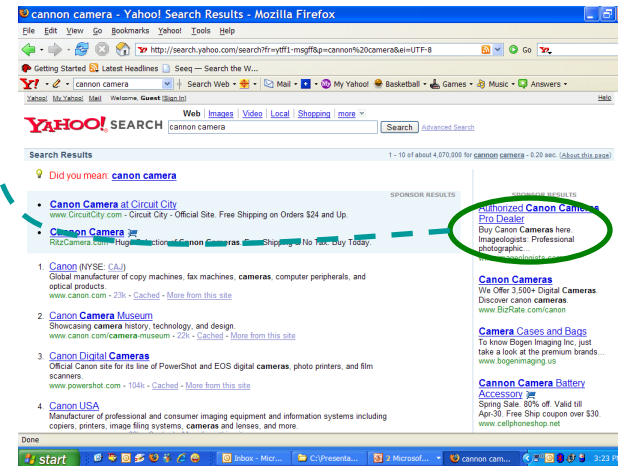 cannon camera - Yahoo! Search Results - Mozilla Firefox
File Edit View Go Bookmarks Yahoo! Tools Help
http://search.yahoo.com/search?fr=ytff1-msgff&p=cannon%20camera&ei=UTF-8 Go
Getting Started Latest Headlines Seeq — Search the W...
Y! cannon camera Search Web Mail My Yahoo! Basketball Games Music Answers
Yahoo! My Yahoo! Mail Welcome, Guest [Sign In] Help
Web | Images | Video | Local | Shopping | more
YAHOO! SEARCH cannon camera Search Advanced Search
Search Results 1 - 10 of about 4,070,000 for cannon camera - 0.20 sec. (About this page)
Did you mean: canon camera
SPONSOR RESULTS
• Canon Camera at Circuit City
www.CircuitCity.com - Circuit City - Official Site. Free Shipping on Orders $24 and Up.
• Cannon Camera
RitzCamera.com - Huge Selection of Canon Cameras. Free Shipping & No Tax. Buy Today.
1. Canon (NYSE: CAJ)
Global manufacturer of copy machines, fax machines, cameras, computer peripherals, and
optical products.
www.canon.com - 23k - Cached - More from this site
2. Canon Camera Museum
Showcasing camera history, technology, and design.
www.canon.com/camera-museum - 22k - Cached - More from this site
3. Canon Digital Cameras
Official Canon site for its line of PowerShot and EOS digital cameras, photo printers, and film
scanners.
www.powershot.com - 104k - Cached - More from this site
4. Canon USA
Manufacturer of professional and consumer imaging equipment and information systems including
copiers, printers, image filing systems, cameras and lenses, and more.
SPONSOR RESULTS
Authorized Canon Cameras
Pro Dealer
Buy Canon Cameras here.
Imageologists: Professional
photographic...
www.imageologists.com
Canon Cameras
We Offer 3,500+ Digital Cameras.
Discover canon cameras.
www.BizRate.com/canon
Camera Cases and Bags
To know Bogen Imaging Inc, just
take a look at the premium brands...
www.bogenimaging.us
Cannon Camera Battery
Accessory
Spring Sale. 80% off. Valid till
Apr-30. Free Ship coupon over $30.
www.cellphoneshop.net
Done
start Inbox - Micr... C:\Presenta... 2 Microsof... cannon cam... 3:23 PM